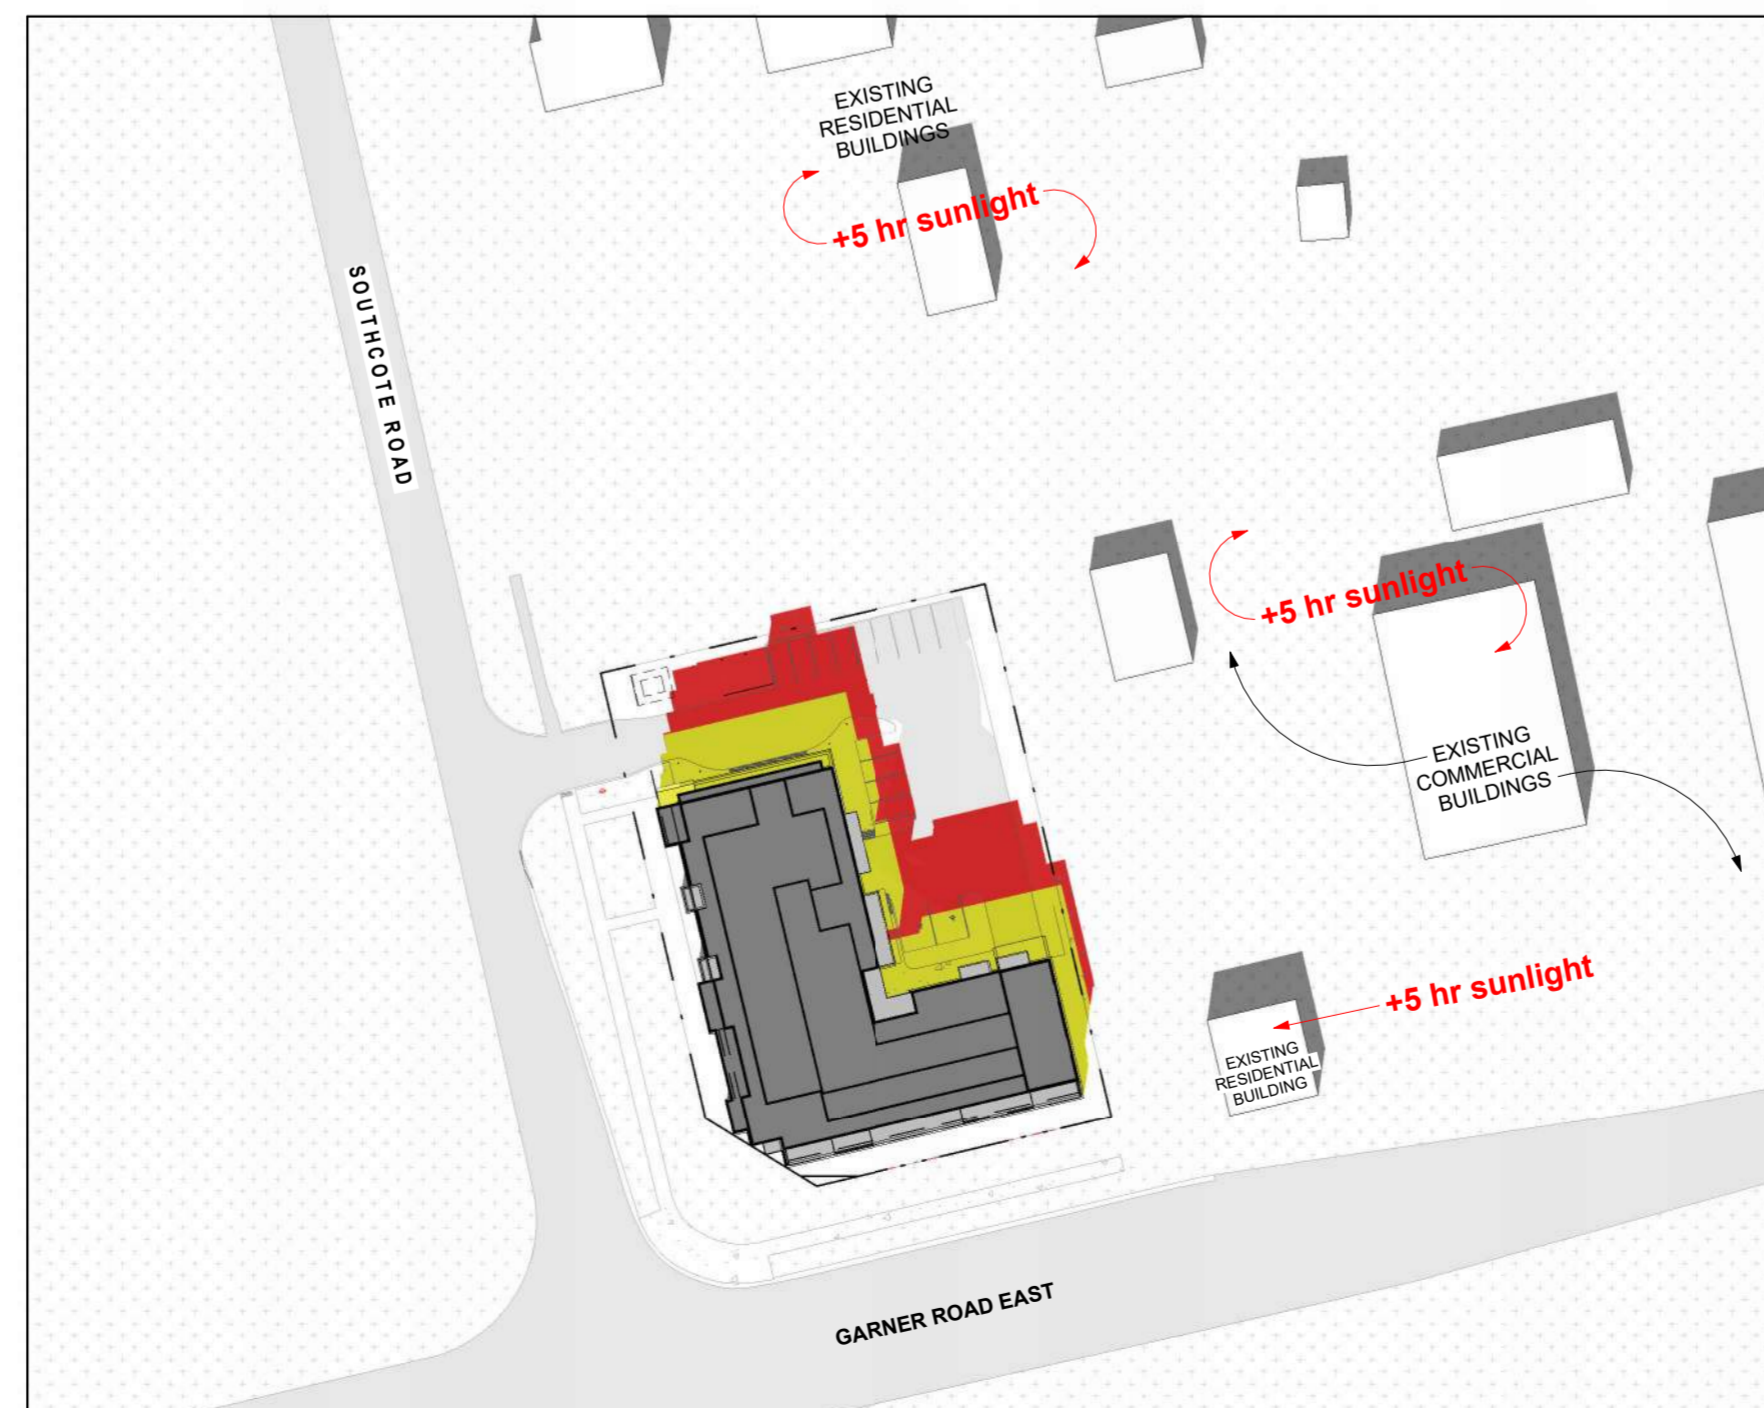 EXISTING
RESIDENTIAL
BUILDINGS
+5 hr sunlight
SOUTHCOTE ROAD
+5 hr sunlight
EXISTING
COMMERCIAL
BUILDINGS
+5 hr sunlight
EXISTING
RESIDENTIAL
BUILDING
GARNER ROAD EAST